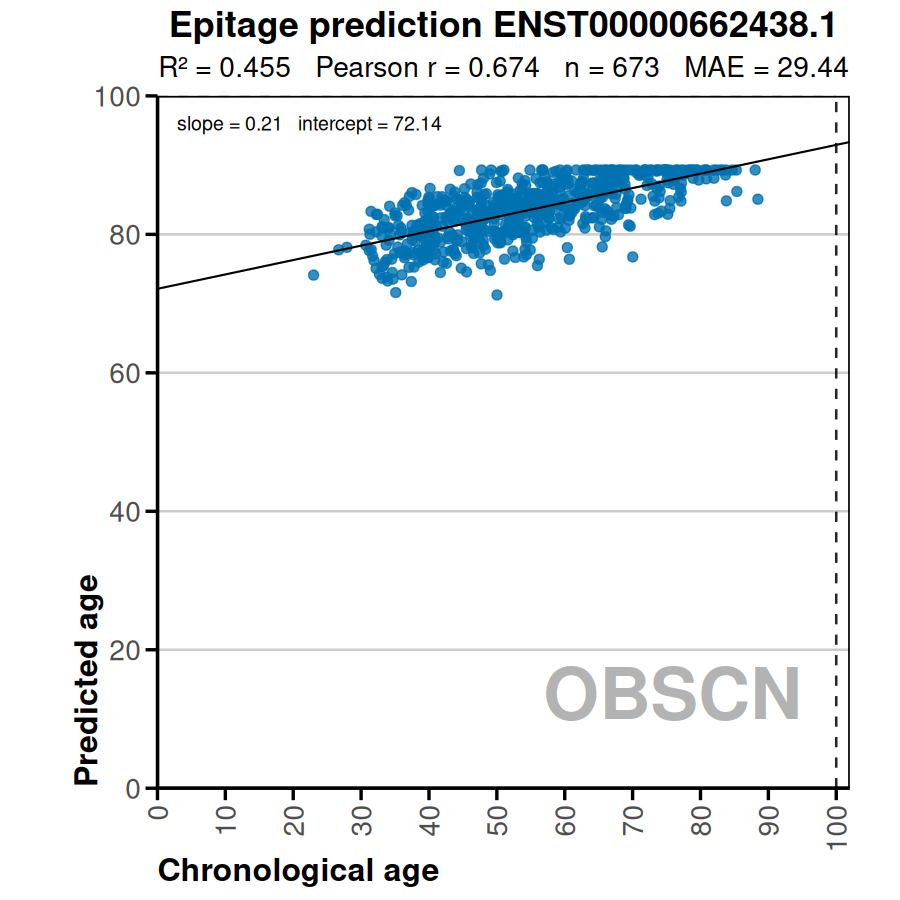 Epitage prediction ENST00000662438.1
R² = 0.455 Pearson r = 0.674 n = 673 MAE = 29.44
slope = 0.21 intercept = 72.14
100
80
60
40
20
0
Predicted age
OBSCN
0 10 20 30 40 50 60 70 80 90 100
Chronological age